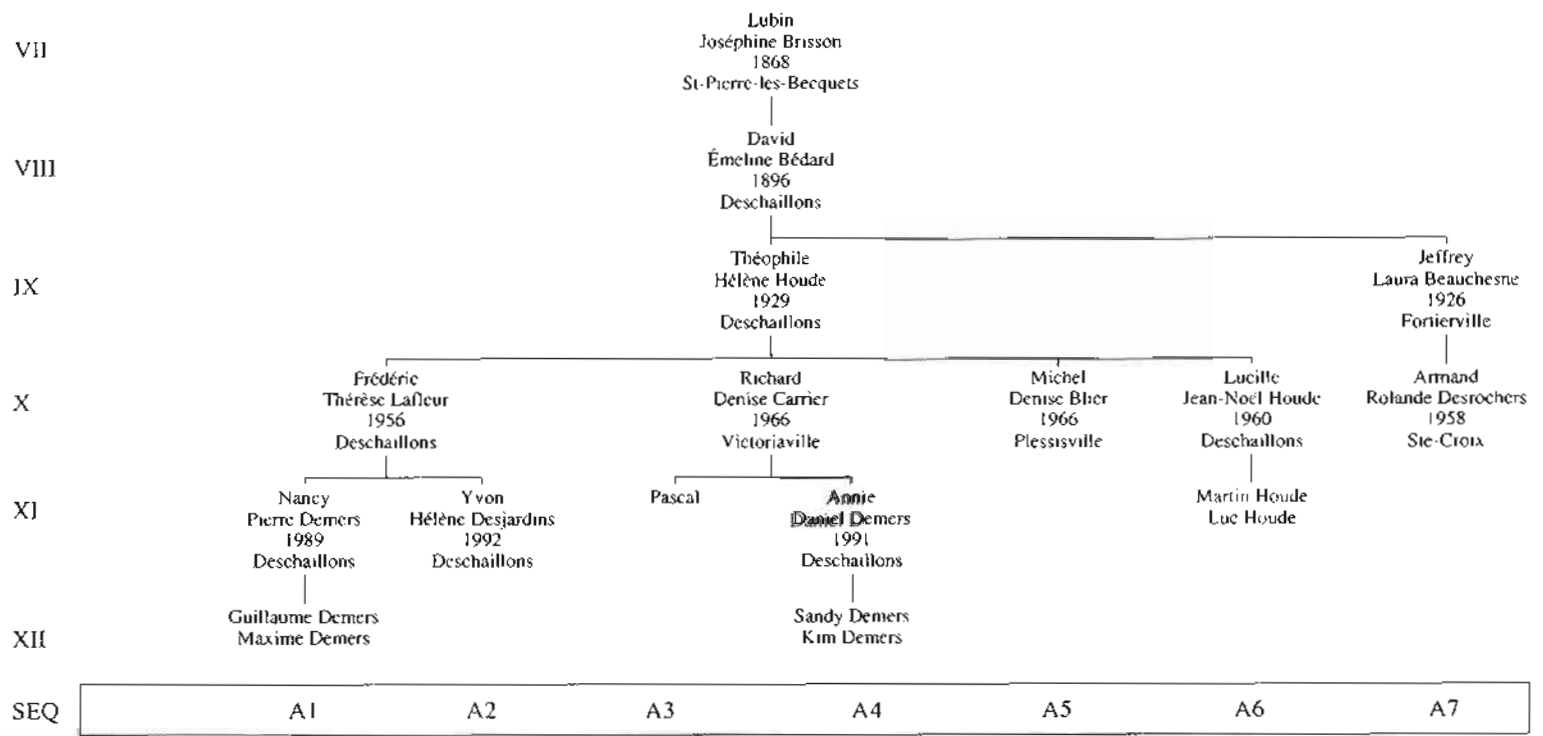 VII
Lubin
Joséphine Brisson
1868
St-Pierre-les-Becquets
VIII
David
Émeline Bédard
1896
Deschaillons
IX
Théophile
Hélène Houde
1929
Deschaillons
Jeffrey
Laura Beauchesne
1926
Fortierville
X
Frédéric
Thérèse Lafleur
1956
Deschaillons
Richard
Denise Carrier
1966
Victoriaville
Michel
Denise Blier
1966
Plessisville
Lucille
Jean-Noël Houde
1960
Deschaillons
Armand
Rolande Desrochers
1958
Ste-Croix
XI
Nancy
Pierre Demers
1989
Deschaillons
Yvon
Hélène Desjardins
1992
Deschaillons
Pascal
Annie
Daniel Demers
1991
Deschaillons
Martin Houde
Luc Houde
XII
Guillaume Demers
Maxime Demers
Sandy Demers
Kim Demers
SEQ A1 A2 A3 A4 A5 A6 A7